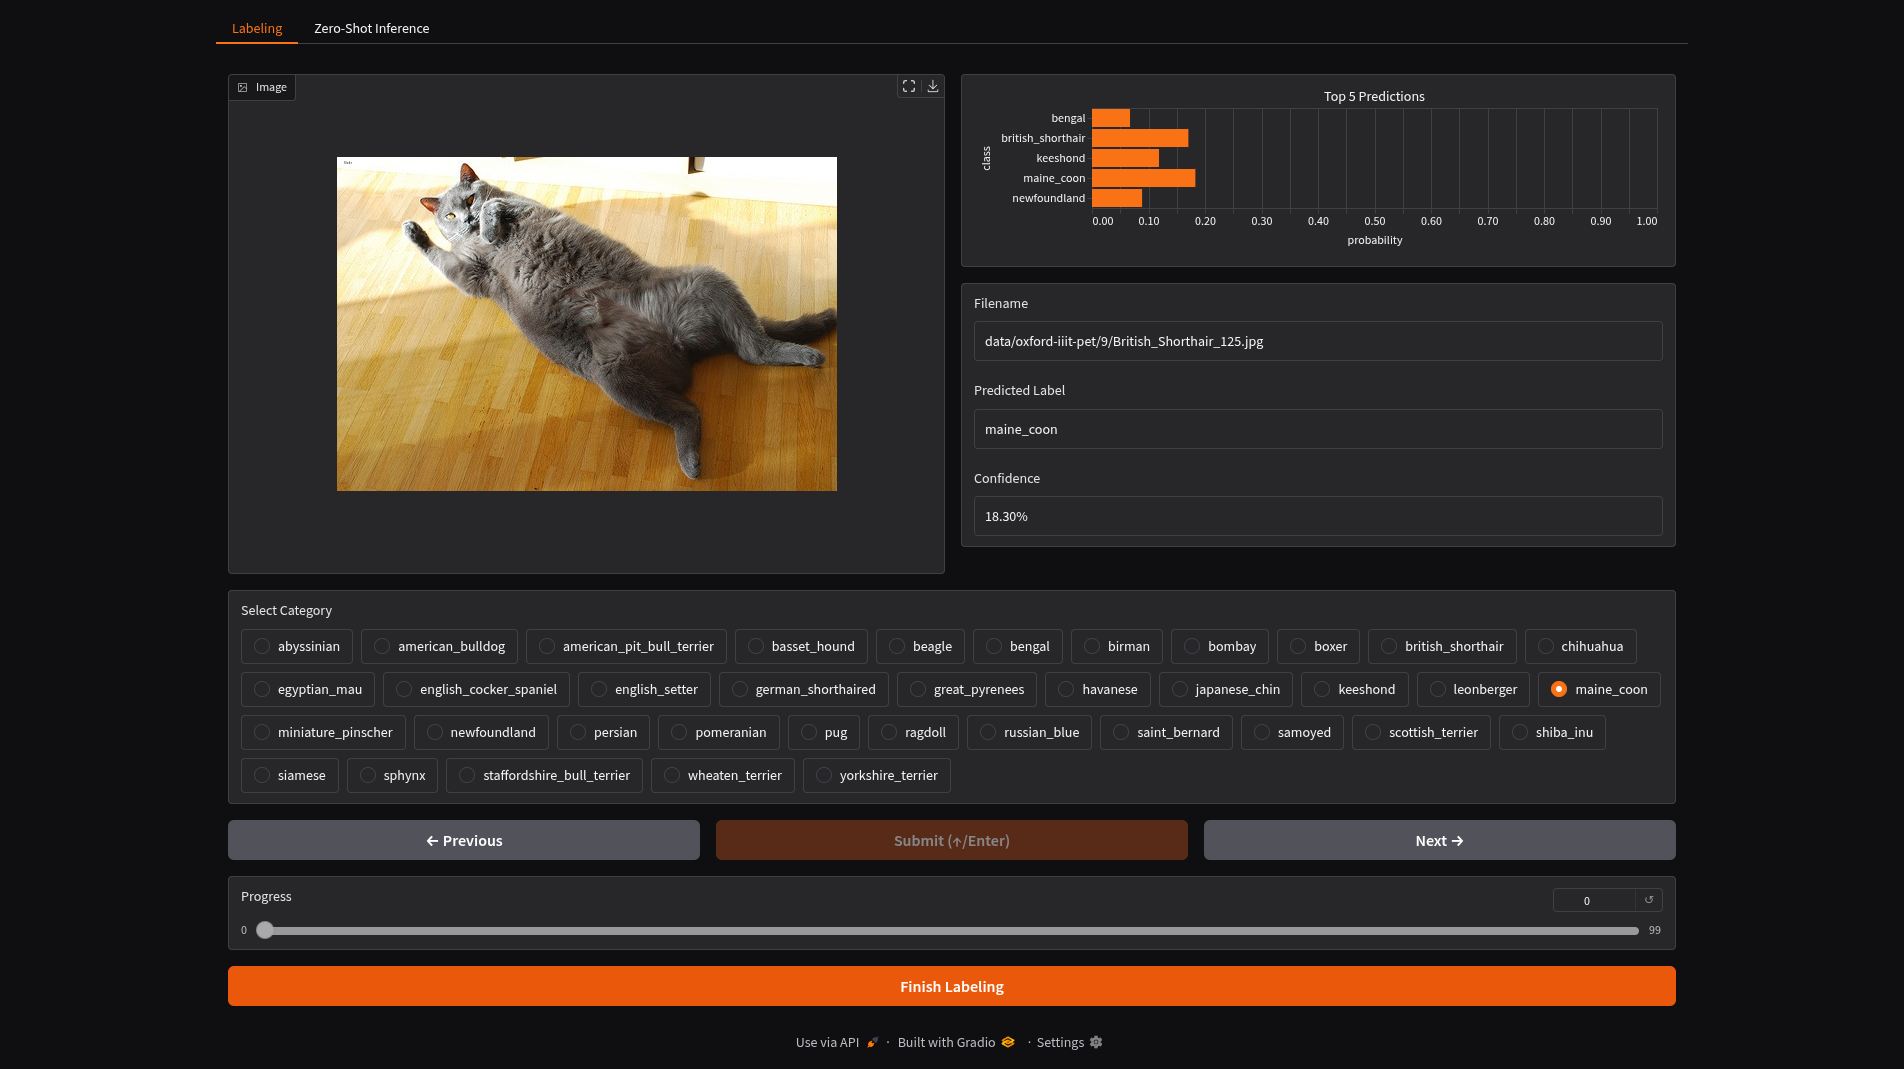 Labeling
Zero-Shot Inference
Image
Top 5 Predictions
class
bengal
british_shorthair
keeshond
maine_coon
newfoundland
0.00 0.10 0.20 0.30 0.40 0.50 0.60 0.70 0.80 0.90 1.00
probability
Filename
data/oxford-iiit-pet/9/British_Shorthair_125.jpg
Predicted Label
maine_coon
Confidence
18.30%
Select Category
abyssinian american_bulldog american_pit_bull_terrier basset_hound beagle bengal birman bombay boxer british_shorthair chihuahua
egyptian_mau english_cocker_spaniel english_setter german_shorthaired great_pyrenees havanese japanese_chin keeshond leonberger maine_coon
miniature_pinscher newfoundland persian pomeranian pug ragdoll russian_blue saint_bernard samoyed scottish_terrier shiba_inu
siamese sphynx staffordshire_bull_terrier wheaten_terrier yorkshire_terrier
← Previous
Submit (↑/Enter)
Next →
Progress
0
0
99
Finish Labeling
Use via API · Built with Gradio · Settings